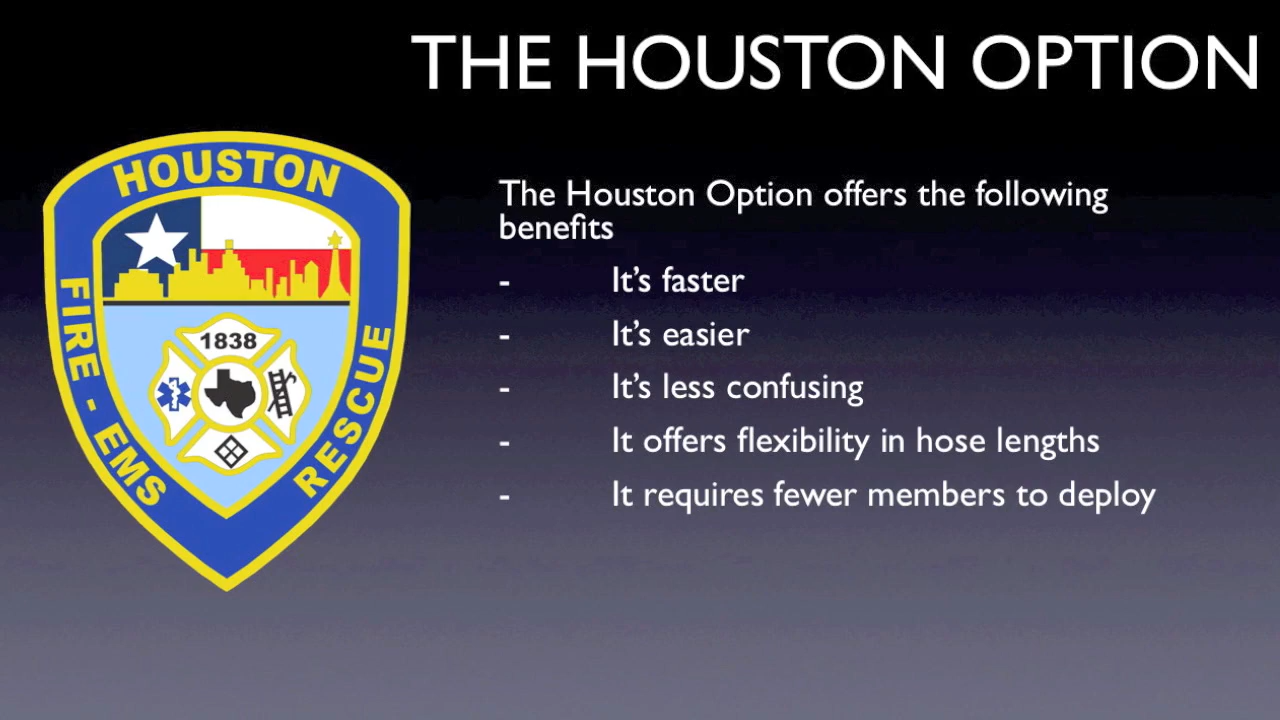 THE HOUSTON OPTION
HOUSTON
FIRE - EMS
RESCUE
1838
The Houston Option offers the following
benefits
- It’s faster
- It’s easier
- It’s less confusing
- It offers flexibility in hose lengths
- It requires fewer members to deploy